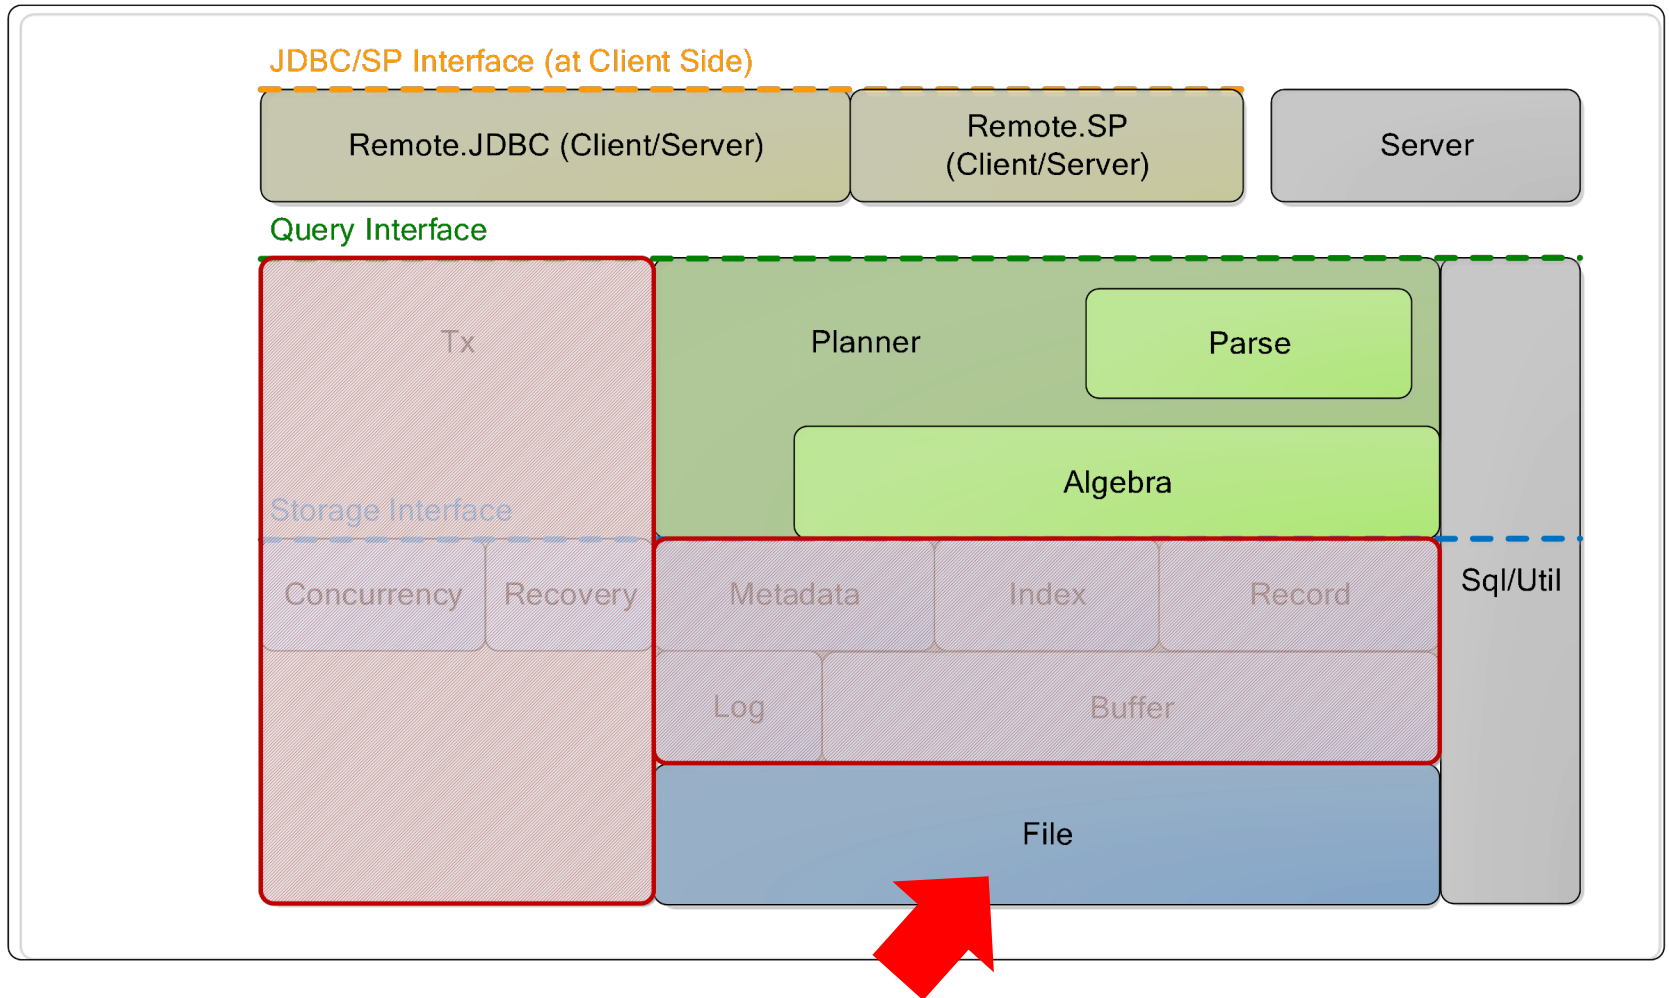 JDBC/SP Interface (at Client Side)
Remote.JDBC (Client/Server)
Remote.SP
(Client/Server)
Server
Query Interface
Tx
Planner
Parse
Algebra
Storage Interface
Concurrency
Recovery
Metadata
Index
Record
Sql/Util
Log
Buffer
File